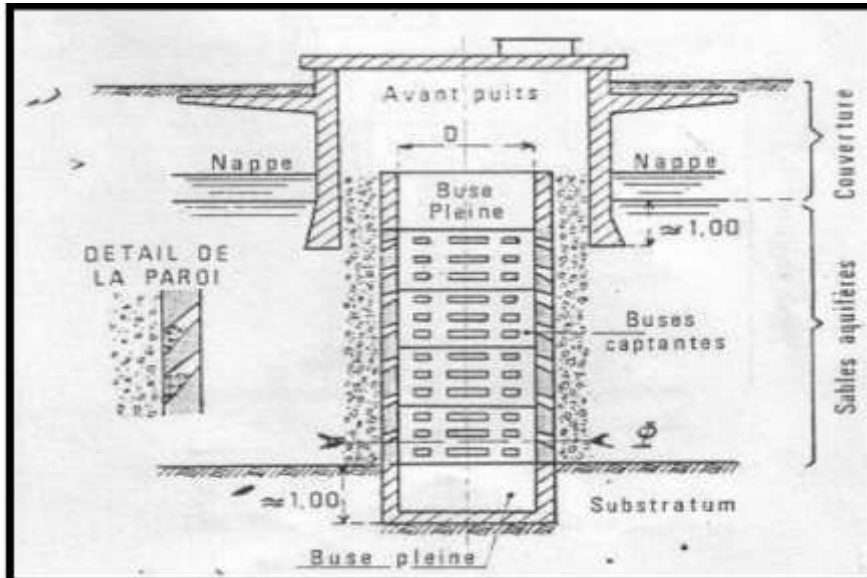 Avant puits
D
Nappe
Nappe
Couverture
Buse
Pleine
≈1,00
DETAIL DE
LA PAROI
Buses
captantes
Sables aquifères
Φ
≈1,00
Substratum
Buse pleine